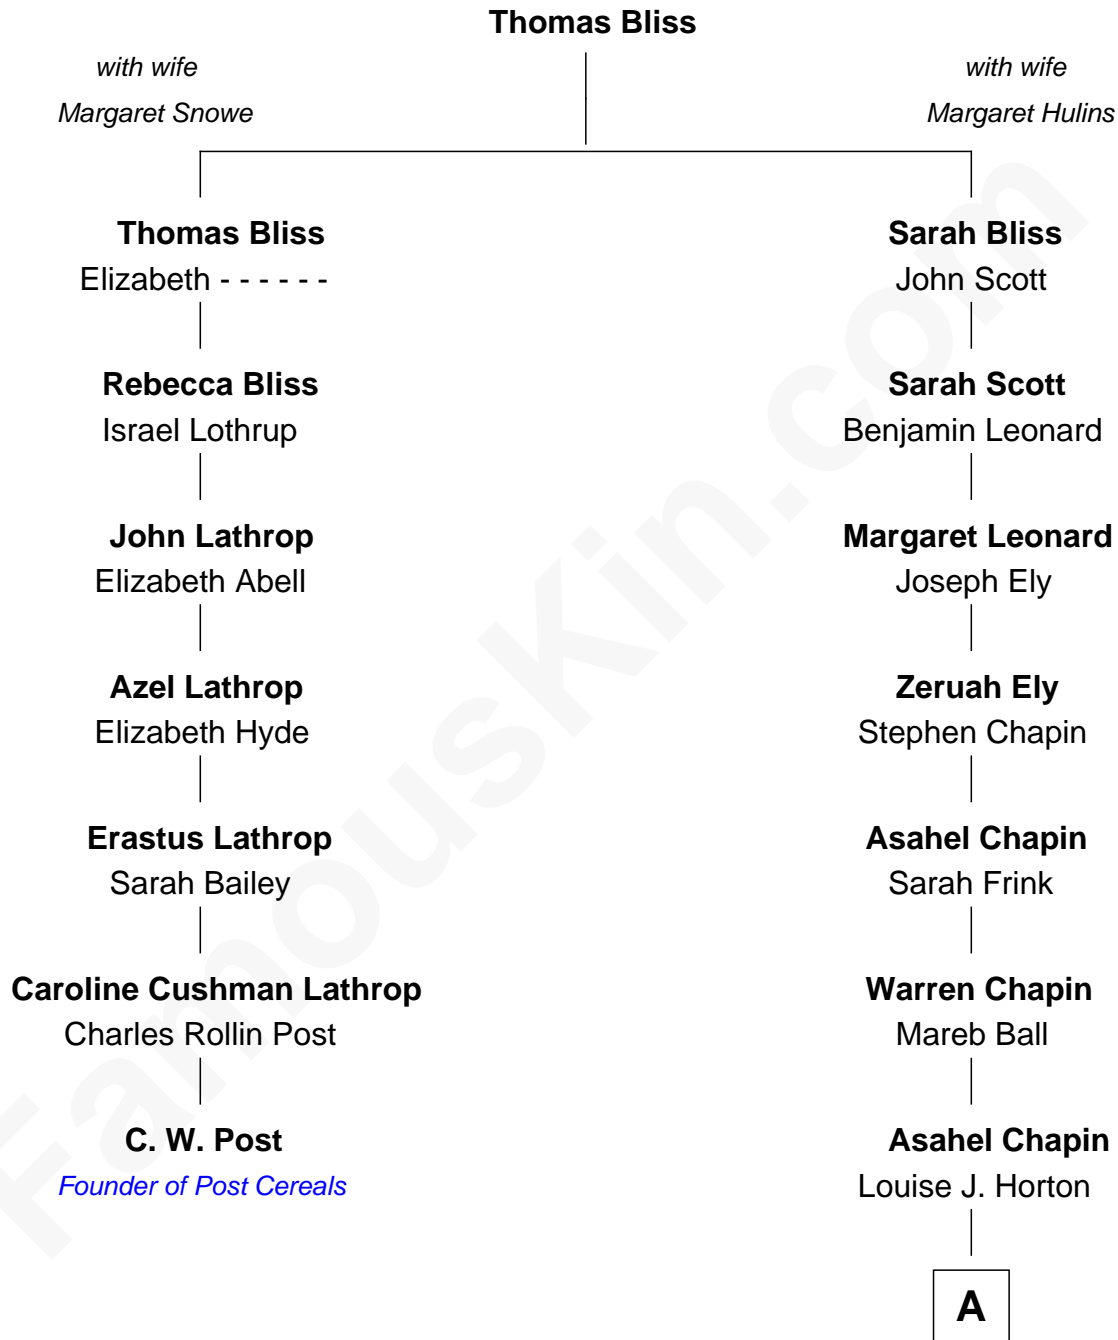 Thomas Bliss
with wife
Margaret Snowe
with wife
Margaret Hulins
Thomas Bliss
Elizabeth - - - - - -
Sarah Bliss
John Scott
Rebecca Bliss
Israel Lothrup
Sarah Scott
Benjamin Leonard
John Lathrop
Elizabeth Abell
Margaret Leonard
Joseph Ely
Azel Lathrop
Elizabeth Hyde
Zeruah Ely
Stephen Chapin
Erastus Lathrop
Sarah Bailey
Asahel Chapin
Sarah Frink
Caroline Cushman Lathrop
Charles Rollin Post
Warren Chapin
Mareb Ball
C. W. Post
Founder of Post Cereals
Asahel Chapin
Louise J. Horton
A
FamousKin.com